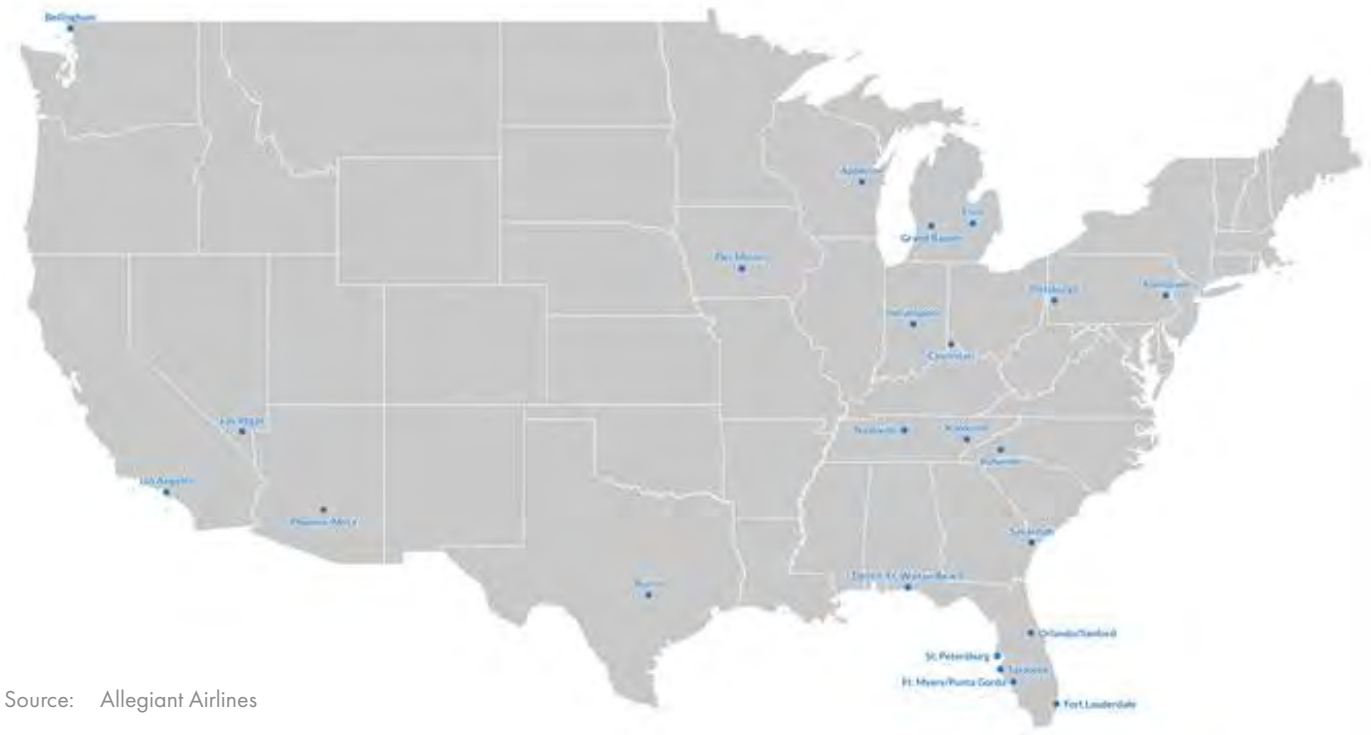 Bellingham
Appleton
Flint
Grand Rapids
Des Moines
Pittsburgh
Allentown
Indianapolis
Cincinnati
Las Vegas
Nashville
Knoxville
Asheville
Los Angeles
Phoenix-Mesa
Savannah
Destin/Ft. Walton Beach
Austin
Orlando/Sanford
St. Petersburg
Sarasota
Ft. Myers/Punta Gorda
Fort Lauderdale
Source: Allegiant Airlines